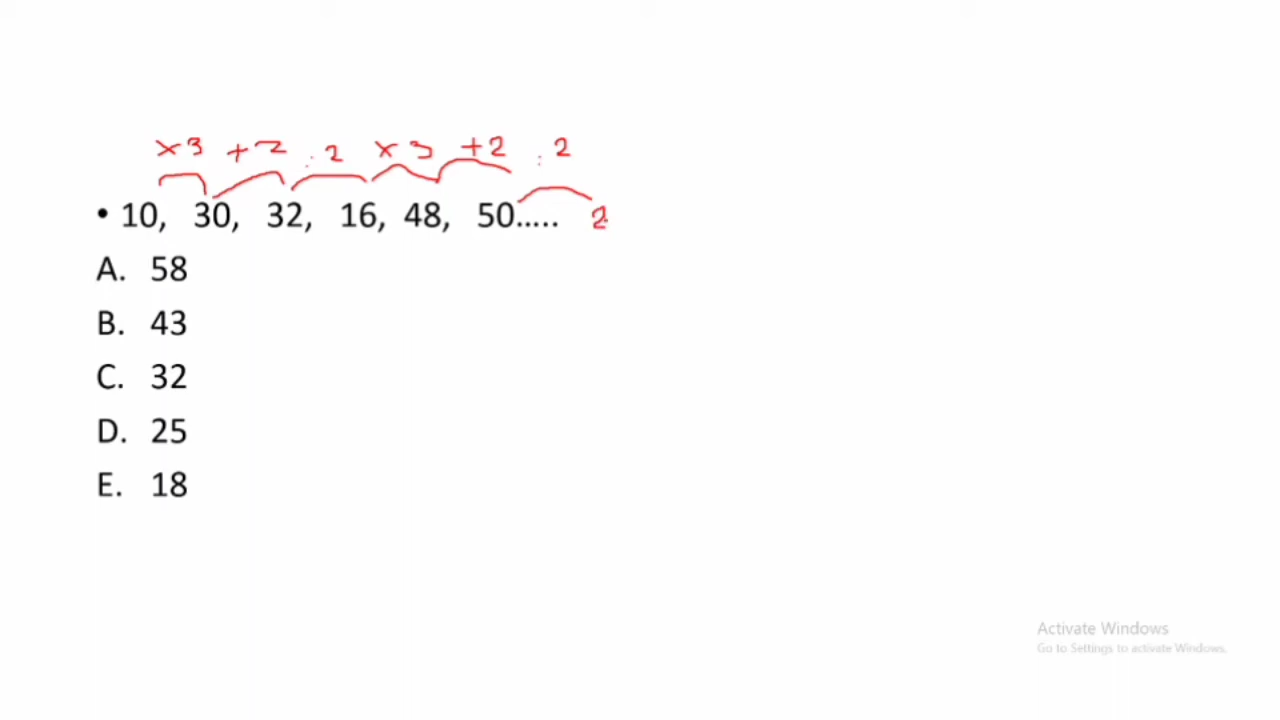 ×3 +2 :2 ×3 +2 :2
• 10, 30, 32, 16, 48, 50..... 2
A. 58
B. 43
C. 32
D. 25
E. 18
Activate Windows
Go to Settings to activate Windows.